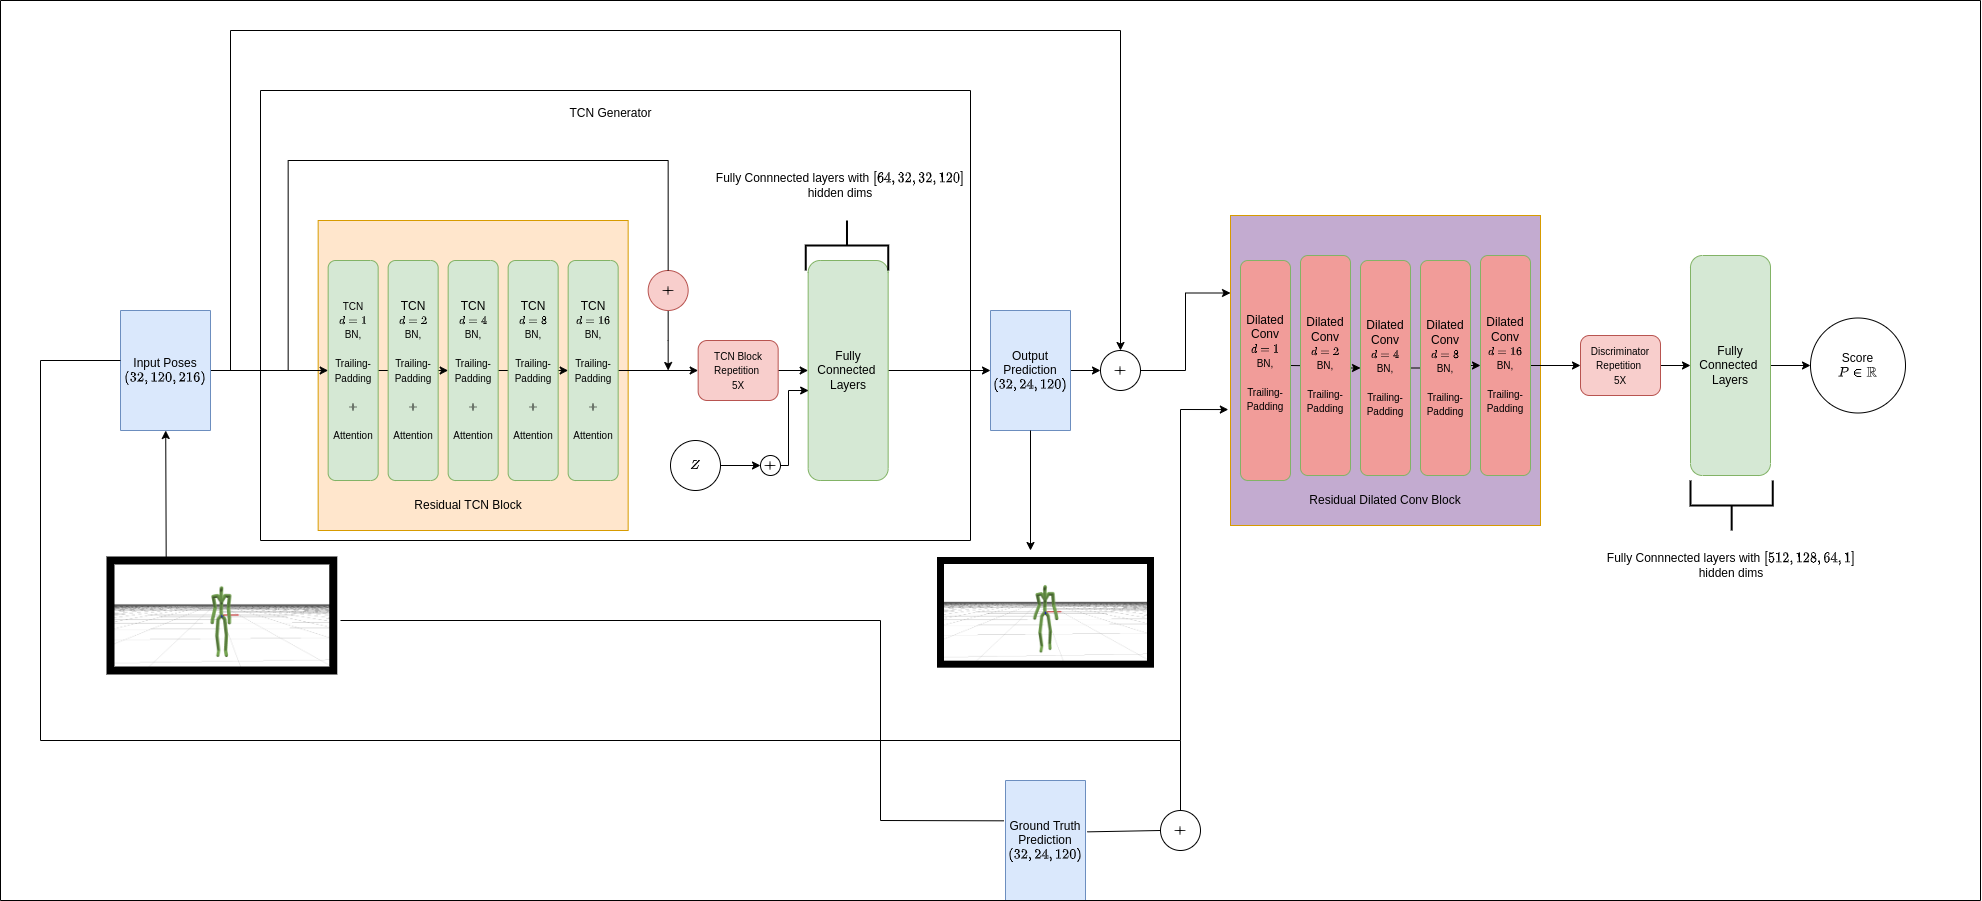 TCN Generator
Fully Connnected layers with [64, 32, 32, 120]
hidden dims
Input Poses
(32, 120, 216)
TCN
d = 1
BN,
Trailing-
Padding
+
Attention
TCN
d = 2
BN,
Trailing-
Padding
+
Attention
TCN
d = 4
BN,
Trailing-
Padding
+
Attention
TCN
d = 8
BN,
Trailing-
Padding
+
Attention
TCN
d = 16
BN,
Trailing-
Padding
+
Attention
Residual TCN Block
+
TCN Block
Repetition
5X
Z
+
Fully
Connected
Layers
Output
Prediction
(32, 24, 120)
+
Dilated
Conv
d = 1
BN,
Trailing-
Padding
Dilated
Conv
d = 2
BN,
Trailing-
Padding
Dilated
Conv
d = 4
BN,
Trailing-
Padding
Dilated
Conv
d = 8
BN,
Trailing-
Padding
Dilated
Conv
d = 16
BN,
Trailing-
Padding
Residual Dilated Conv Block
Discriminator
Repetition
5X
Fully
Connected
Layers
Score
P ∈ ℝ
Fully Connnected layers with [512, 128, 64, 1]
hidden dims
Ground Truth
Prediction
(32, 24, 120)
+